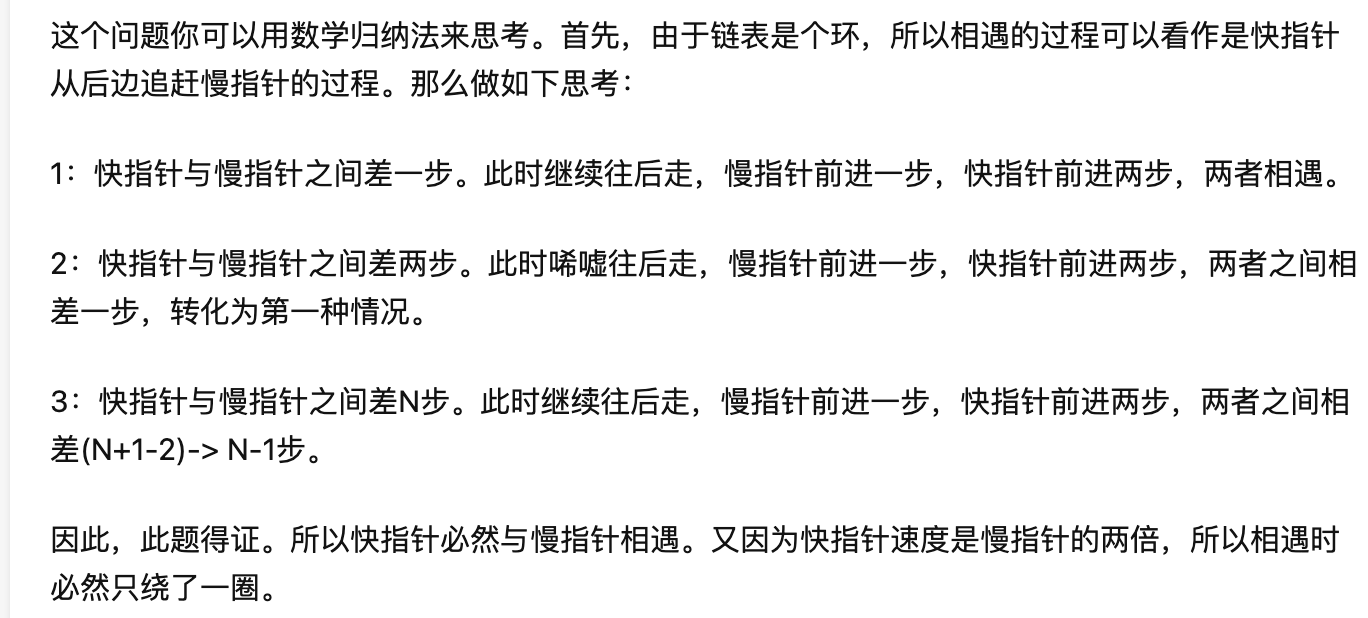 这个问题你可以用数学归纳法来思考。首先，由于链表是个环，所以相遇的过程可以看作是快指针
从后边追赶慢指针的过程。那么做如下思考：
1：快指针与慢指针之间差一步。此时继续往后走，慢指针前进一步，快指针前进两步，两者相遇。
2：快指针与慢指针之间差两步。此时唏嘘往后走，慢指针前进一步，快指针前进两步，两者之间相
差一步，转化为第一种情况。
3：快指针与慢指针之间差N步。此时继续往后走，慢指针前进一步，快指针前进两步，两者之间相
差(N+1-2)-> N-1步。
因此，此题得证。所以快指针必然与慢指针相遇。又因为快指针速度是慢指针的两倍，所以相遇时
必然只绕了一圈。